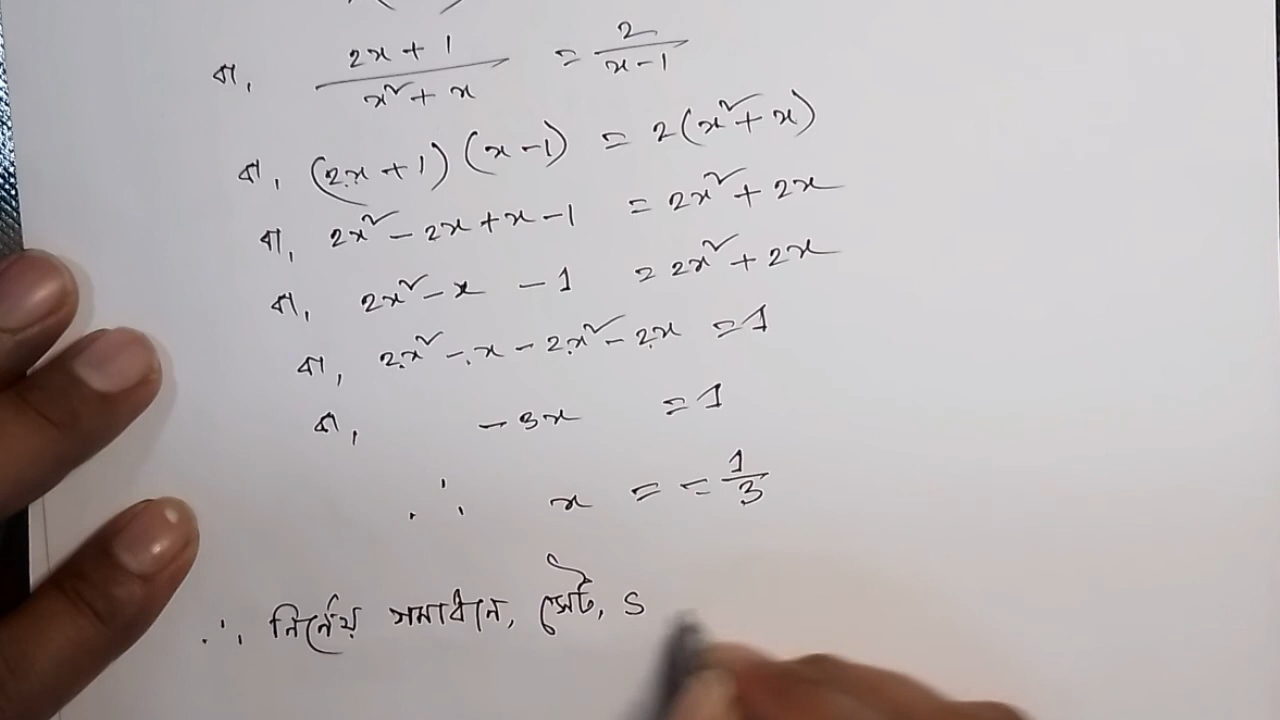 বা, (2x + 1)/(x² + x) = 2/(x - 1)
বা, (2x + 1) (x - 1) = 2(x² + x)
বা, 2x² - 2x + x - 1 = 2x² + 2x
বা, 2x² - x - 1 = 2x² + 2x
বা, 2x² - x - 2x² - 2x = 1
বা, - 3x = 1
∴ x = - 1/3
∴ নির্ণেয় সমাধান, সেট, S